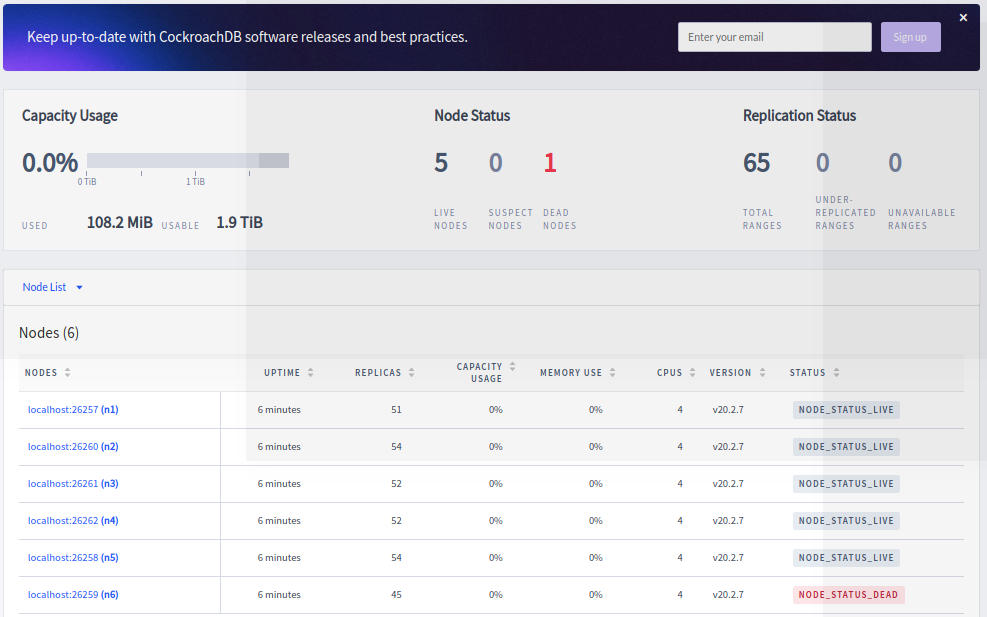 Keep up-to-date with CockroachDB software releases and best practices.
Enter your email
Sign up
×
Capacity Usage
0.0%
0 TiB
1 TiB
USED
108.2 MiB
USABLE
1.9 TiB
Node Status
5
0
1
LIVE NODES
SUSPECT NODES
DEAD NODES
Replication Status
65
0
0
TOTAL RANGES
UNDER-REPLICATED RANGES
UNAVAILABLE RANGES
Node List
Nodes (6)
NODES UPTIME REPLICAS CAPACITY USAGE MEMORY USE CPUS VERSION STATUS
localhost:26257 (n1) 6 minutes 51 0% 0% 4 v20.2.7 NODE_STATUS_LIVE
localhost:26260 (n2) 6 minutes 54 0% 0% 4 v20.2.7 NODE_STATUS_LIVE
localhost:26261 (n3) 6 minutes 52 0% 0% 4 v20.2.7 NODE_STATUS_LIVE
localhost:26262 (n4) 6 minutes 52 0% 0% 4 v20.2.7 NODE_STATUS_LIVE
localhost:26258 (n5) 6 minutes 54 0% 0% 4 v20.2.7 NODE_STATUS_LIVE
localhost:26259 (n6) 6 minutes 45 0% 0% 4 v20.2.7 NODE_STATUS_DEAD